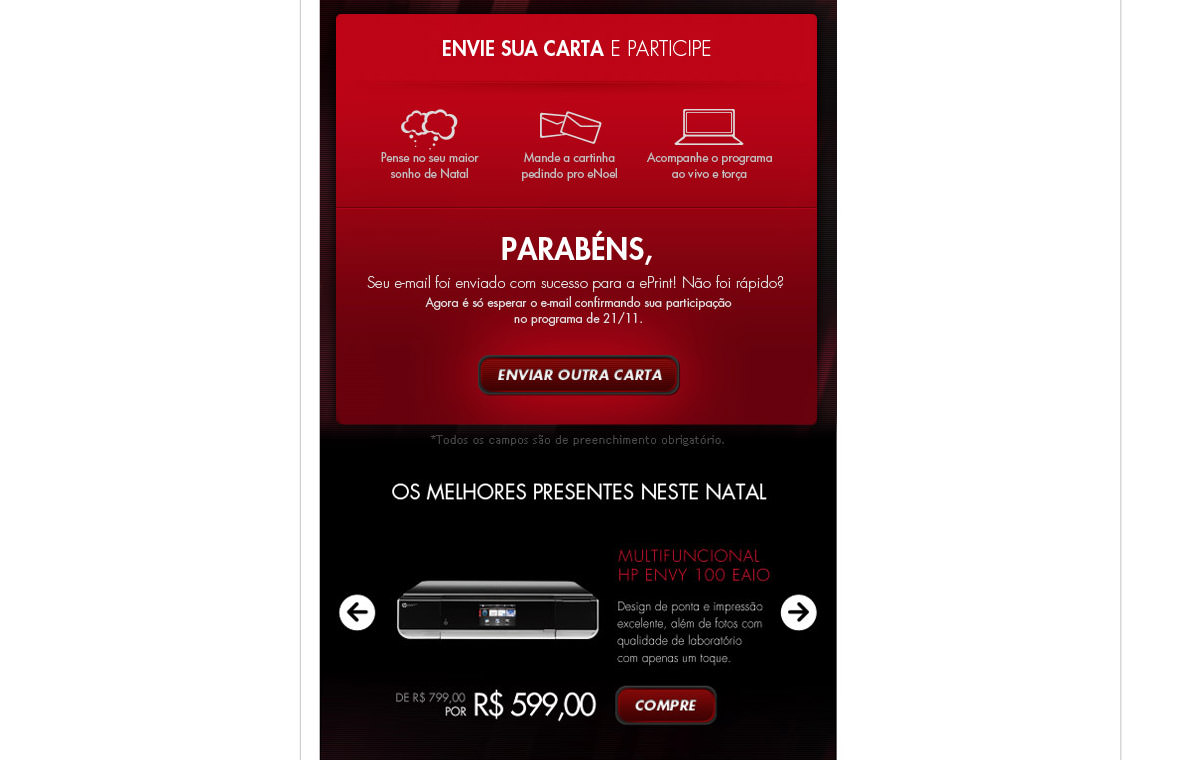 ENVIE SUA CARTA E PARTICIPE
Pense no seu maior
sonho de Natal
Mande a cartinha
pedindo pro eNoel
Acompanhe o programa
ao vivo e torça
PARABÉNS,
Seu e-mail foi enviado com sucesso para a ePrint! Não foi rápido?
Agora é só esperar o e-mail confirmando sua participação
no programa de 21/11.
ENVIAR OUTRA CARTA
*Todos os campos são de preenchimento obrigatório.
OS MELHORES PRESENTES NESTE NATAL
MULTIFUNCIONAL
HP ENVY 100 EAIO
Design de ponta e impressão
excelente, além de fotos com
qualidade de laboratório
com apenas um toque.
DE R$ 799,00
POR R$ 599,00
COMPRE